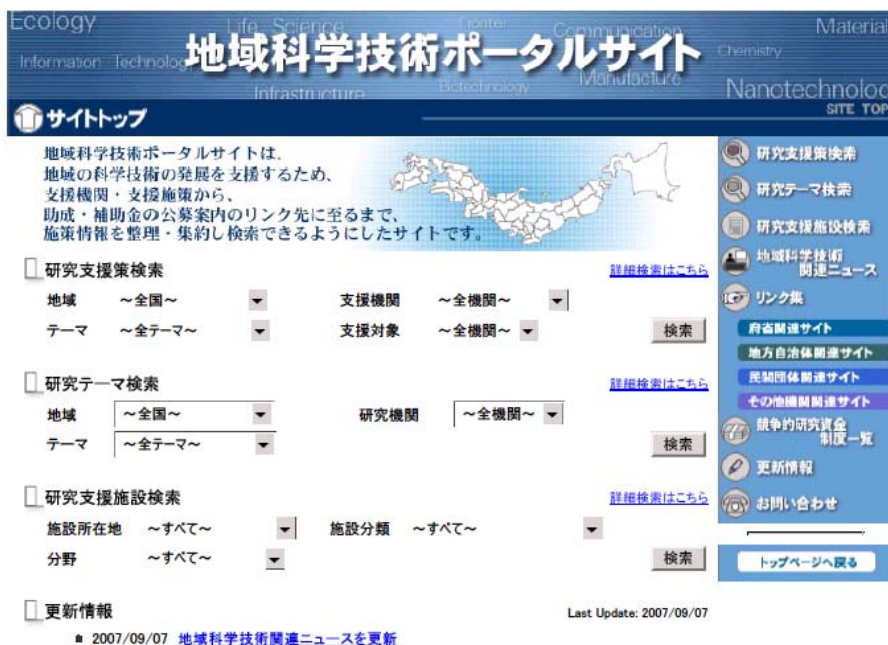 Ecology
Life Science
Frontier
Communication
Material
Information Technolo
地域科学技術ポータルサイト
Chemistry
Infrastructure
Biotechnology
Manufacture
Nanotechnolog
サイトトップ
SITE TOP
地域科学技術ポータルサイトは、
地域の科学技術の発展を支援するため、
支援機関・支援施策から、
助成・補助金の公募案内のリンク先に至るまで、
施策情報を整理・集約し検索できるようにしたサイトです。
研究支援策検索
詳細検索はこちら
地域 ～全国～ 支援機関 ～全機関～
テーマ ～全テーマ～ 支援対象 ～全機関～ 検索
研究テーマ検索
詳細検索はこちら
地域 ～全国～ 研究機関 ～全機関～
テーマ ～全テーマ～ 検索
研究支援施設検索
詳細検索はこちら
施設所在地 ～すべて～ 施設分類 ～すべて～
分野 ～すべて～ 検索
更新情報
Last Update: 2007/09/07
2007/09/07 地域科学技術関連ニュースを更新
研究支援策検索
研究テーマ検索
研究支援施設検索
地域科学技術
関連ニュース
リンク集
府省関連サイト
地方自治体関連サイト
民間団体関連サイト
その他機関関連サイト
競争的研究資金
制度一覧
更新情報
お問い合わせ
トップページへ戻る